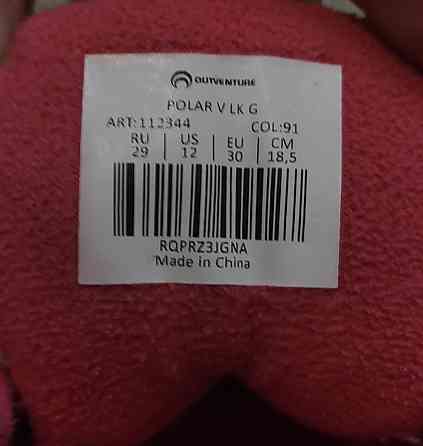 OUTVENTURE
POLAR V LK G
ART:112344 COL:91
RU | US | EU | CM
29 | 12 | 30 | 18,5
RQPRZ3JGNA
Made in China